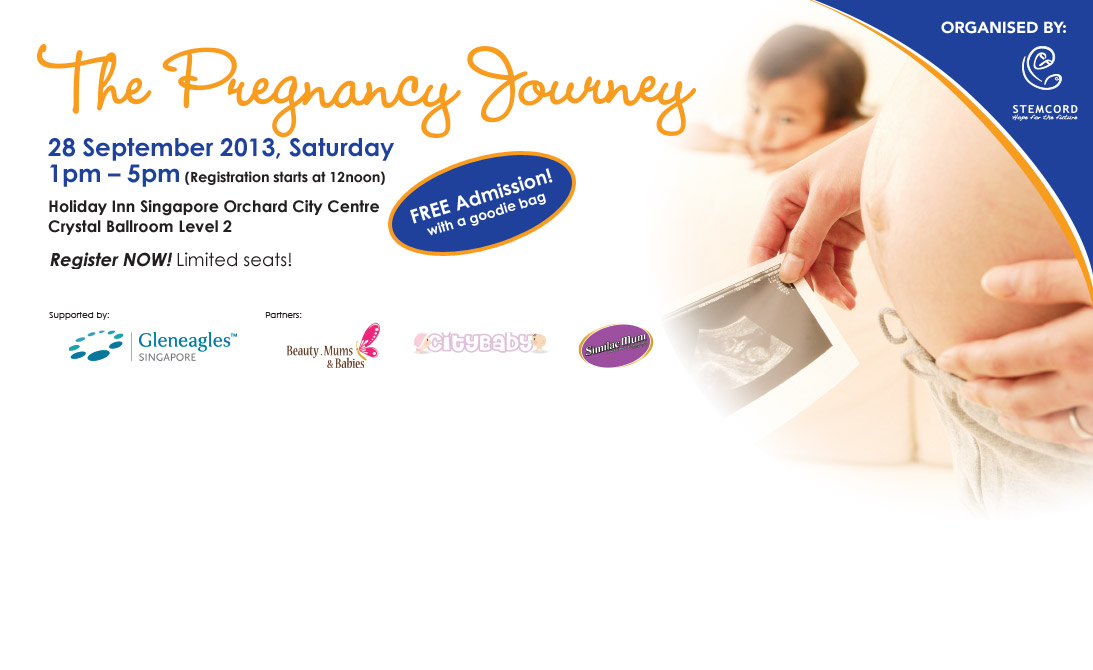 ORGANISED BY:
STEMCORD
Hope for the future
The Pregnancy Journey
28 September 2013, Saturday
1pm – 5pm (Registration starts at 12noon)
FREE Admission!
with a goodie bag
Holiday Inn Singapore Orchard City Centre
Crystal Ballroom Level 2
Register NOW! Limited seats!
Supported by:
Gleneagles™
SINGAPORE
Partners:
Beauty.Mums
& Babies
CITYBABY
Similac Mum